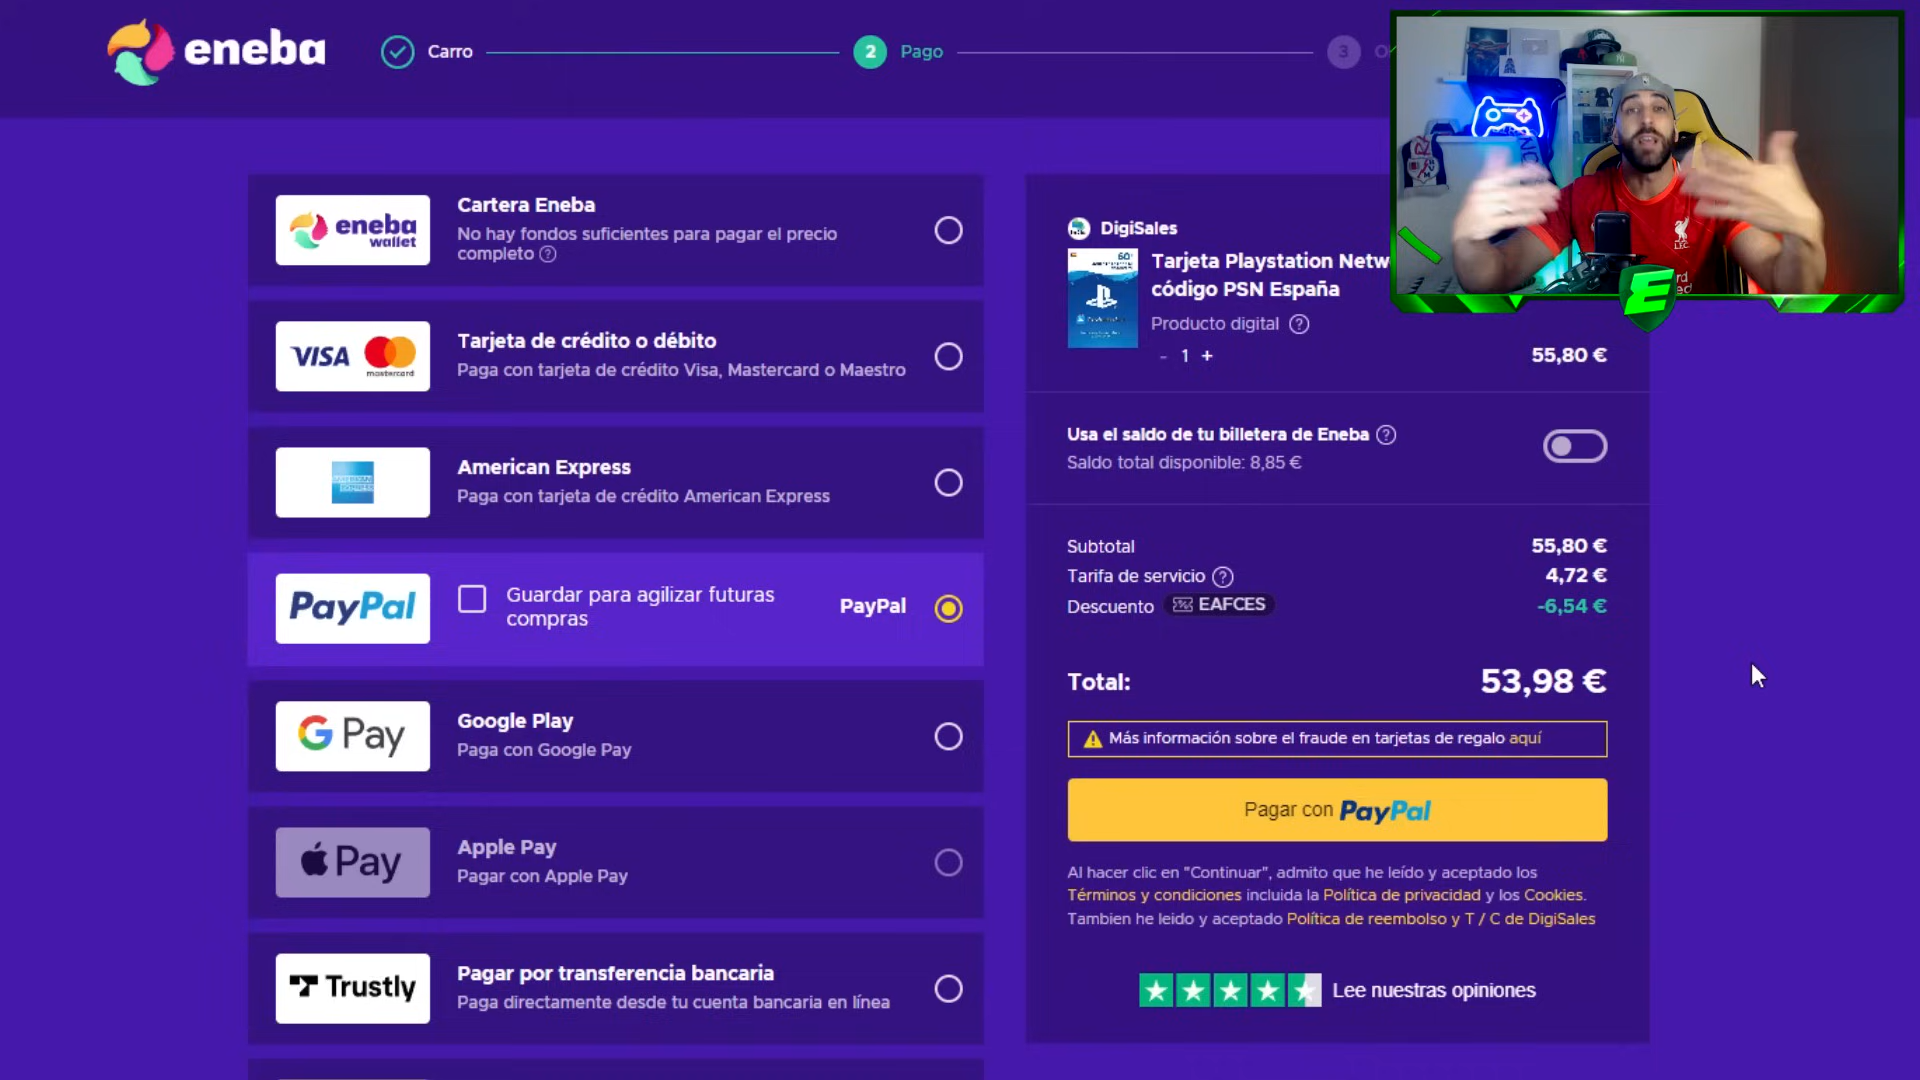 eneba
Carro
2
Pago
3
eneba
wallet
Cartera Eneba
No hay fondos suficientes para pagar el precio
completo ?
VISA
mastercard
Tarjeta de crédito o débito
Paga con tarjeta de crédito Visa, Mastercard o Maestro
AMERICAN
EXPRESS
American Express
Paga con tarjeta de crédito American Express
PayPal
Guardar para agilizar futuras
compras
PayPal
G Pay
Google Play
Paga con Google Pay
Pay
Apple Pay
Pagar con Apple Pay
Trustly
Pagar por transferencia bancaria
Paga directamente desde tu cuenta bancaria en línea
DigiSales
60
Tarjeta Playstation Netw
código PSN España
Producto digital ?
- 1 +
55,80 €
Usa el saldo de tu billetera de Eneba ?
Saldo total disponible: 8,85 €
Subtotal
55,80 €
Tarifa de servicio ?
4,72 €
Descuento EAFCES
-6,54 €
Total:
53,98 €
Más información sobre el fraude en tarjetas de regalo aquí
Pagar con PayPal
Al hacer clic en "Continuar", admito que he leído y aceptado los
Términos y condiciones incluida la Política de privacidad y los Cookies.
Tambien he leido y aceptado Política de reembolso y T / C de DigiSales
Lee nuestras opiniones
E